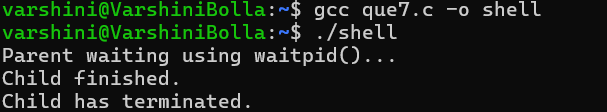 varshini@VarshiniBolla:~$ gcc que7.c -o shell
varshini@VarshiniBolla:~$ ./shell
Parent waiting using waitpid()...
Child finished.
Child has terminated.